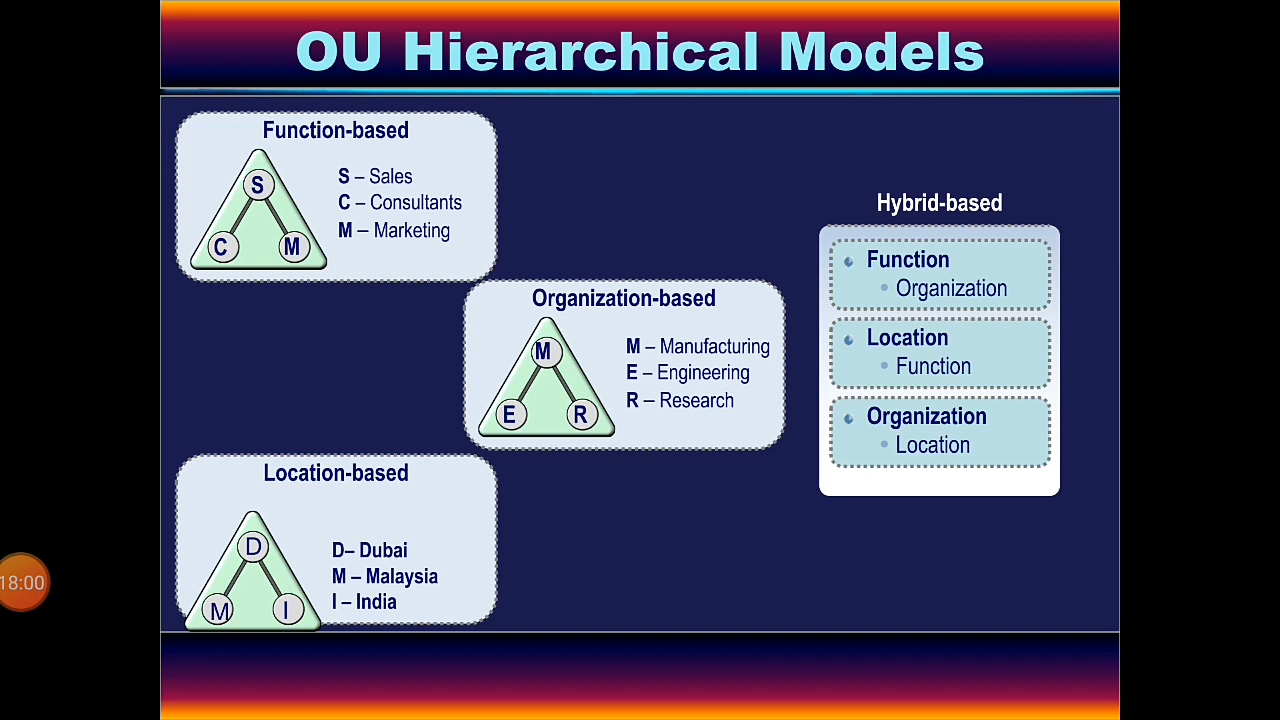 OU Hierarchical Models
Function-based
S
C
M
S – Sales
C – Consultants
M – Marketing
Organization-based
M
E
R
M – Manufacturing
E – Engineering
R – Research
Location-based
D
M
I
D– Dubai
M – Malaysia
I – India
Hybrid-based
Function
Organization
Location
Function
Organization
Location
18:00